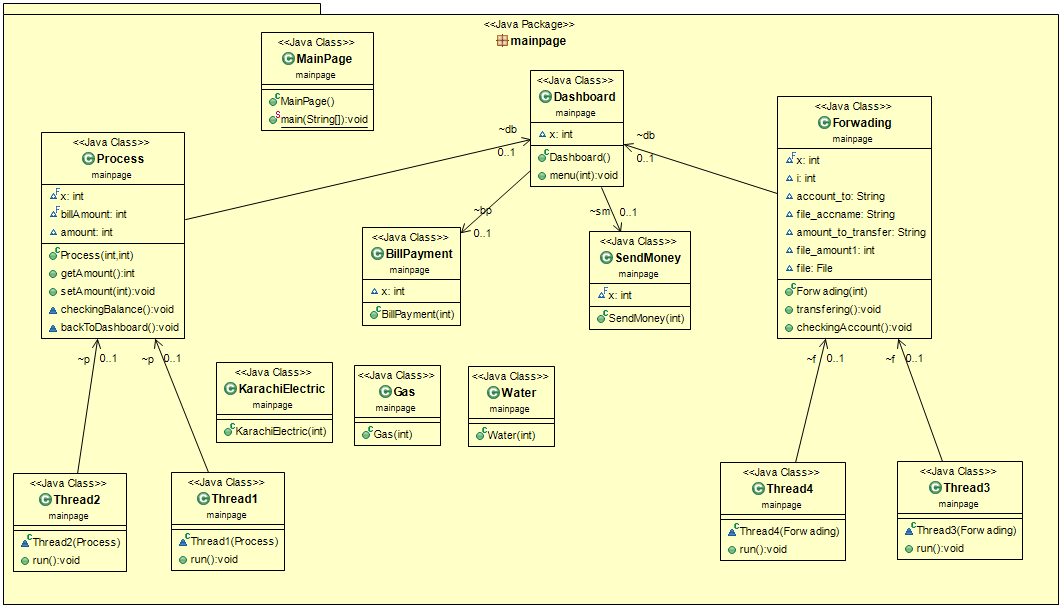 <<Java Package>>
mainpage
<<Java Class>>
MainPage
mainpage
MainPage()
main(String[]):void
<<Java Class>>
Dashboard
mainpage
x: int
Dashboard()
menu(int):void
<<Java Class>>
Forwading
mainpage
x: int
i: int
account_to: String
file_accname: String
amount_to_transfer: String
file_amount1: int
file: File
Forwading(int)
transfering():void
checkingAccount():void
<<Java Class>>
Process
mainpage
x: int
billAmount: int
amount: int
Process(int,int)
getAmount():int
setAmount(int):void
checkingBalance():void
backToDashboard():void
~db
0..1
~db
0..1
~bp
0..1
~sm
0..1
<<Java Class>>
BillPayment
mainpage
x: int
BillPayment(int)
<<Java Class>>
SendMoney
mainpage
x: int
SendMoney(int)
~p
0..1
~p
0..1
~f
0..1
~f
0..1
<<Java Class>>
KarachiElectric
mainpage
KarachiElectric(int)
<<Java Class>>
Gas
mainpage
Gas(int)
<<Java Class>>
Water
mainpage
Water(int)
<<Java Class>>
Thread2
mainpage
Thread2(Process)
run():void
<<Java Class>>
Thread1
mainpage
Thread1(Process)
run():void
<<Java Class>>
Thread4
mainpage
Thread4(Forwading)
run():void
<<Java Class>>
Thread3
mainpage
Thread3(Forwading)
run():void